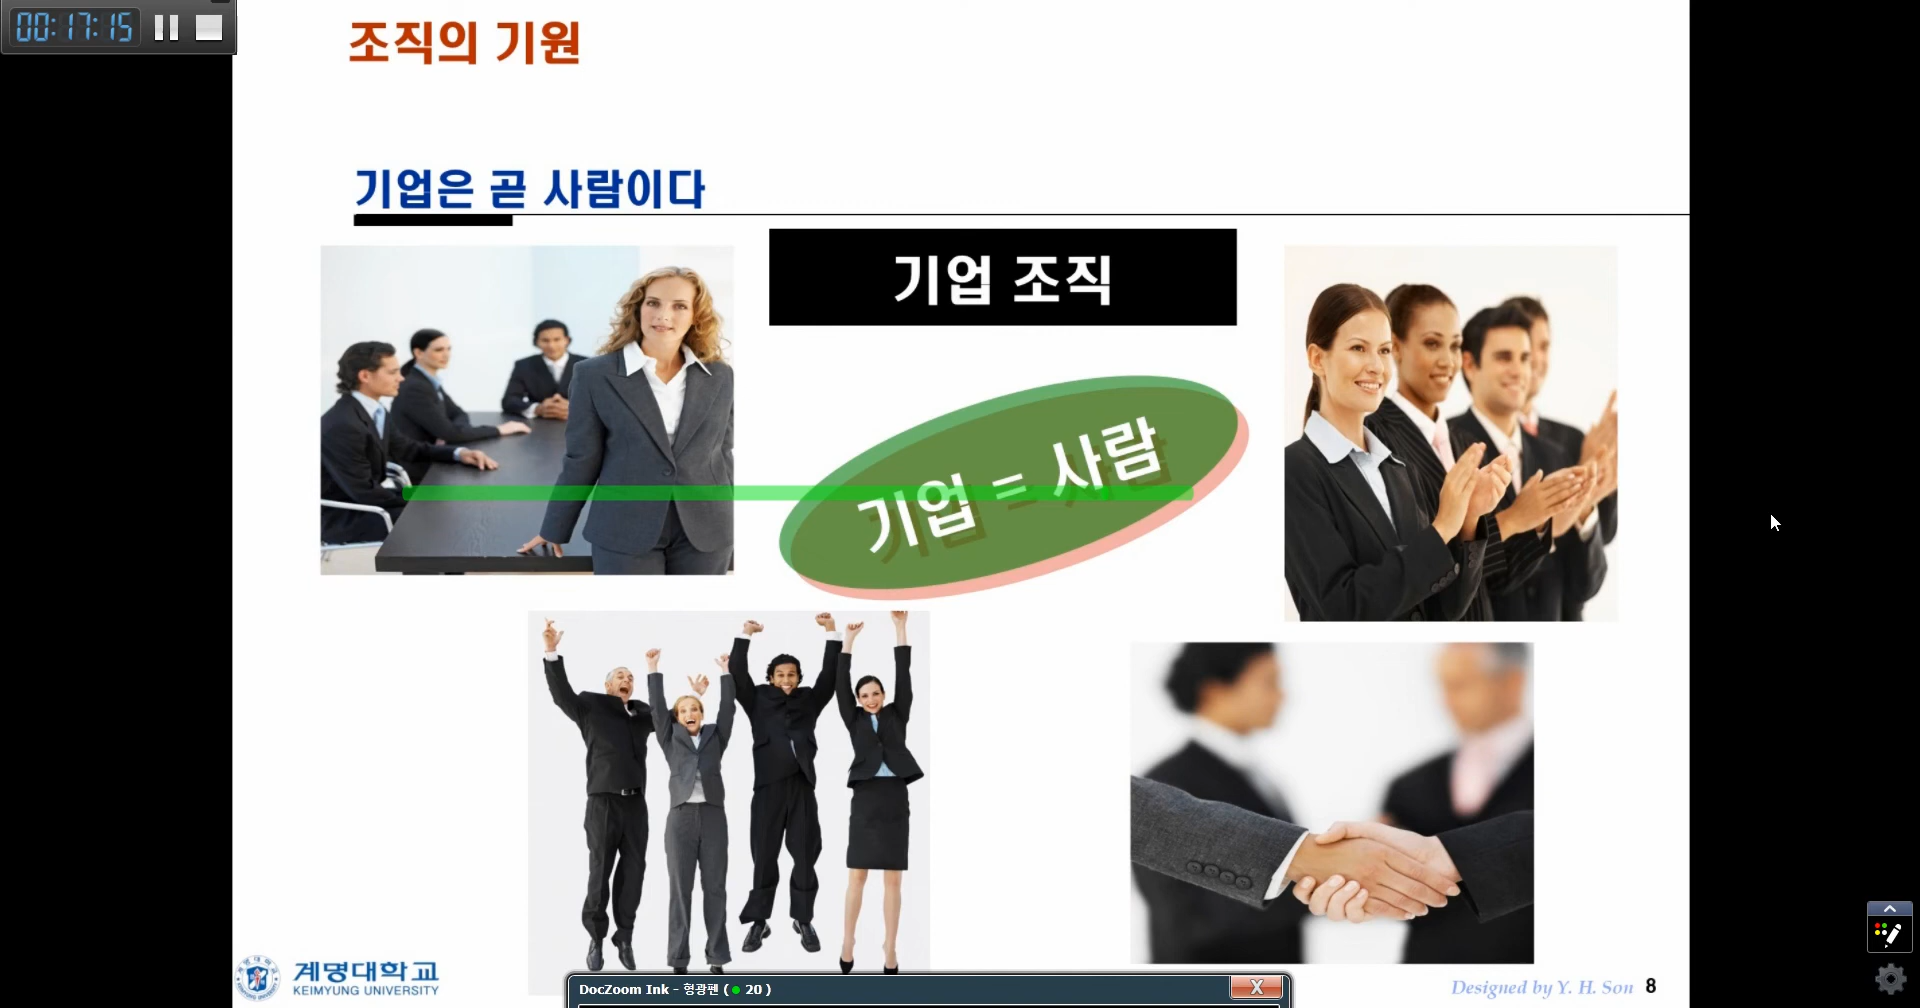 00:17:15
조직의 기원
기업은 곧 사람이다
기업 조직
기업 = 사람
계명대학교
KEIMYUNG UNIVERSITY
DocZoom Ink - 형광펜 ( 20 )
X
Designed by Y. H. Son 8